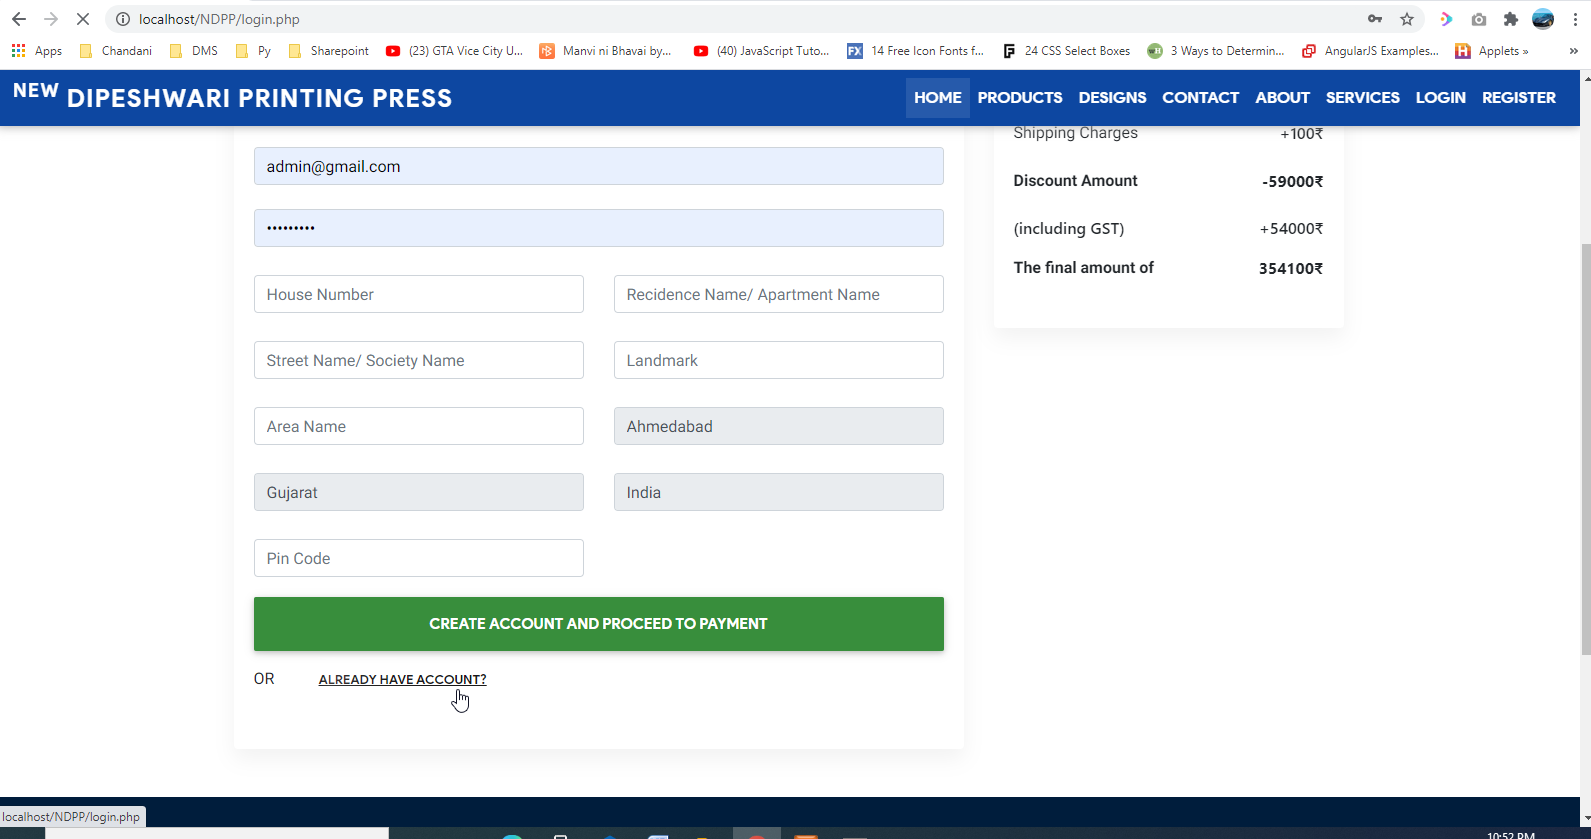 localhost/NDPP/login.php
Apps Chandani DMS Py Sharepoint (23) GTA Vice City U... Manvi ni Bhavai by... (40) JavaScript Tuto... FX 14 Free Icon Fonts f... 24 CSS Select Boxes 3 Ways to Determin... AngularJS Examples... Applets »
NEW DIPESHWARI PRINTING PRESS HOME PRODUCTS DESIGNS CONTACT ABOUT SERVICES LOGIN REGISTER
admin@gmail.com
•••••••••
House Number Recidence Name/ Apartment Name
Street Name/ Society Name Landmark
Area Name Ahmedabad
Gujarat India
Pin Code
CREATE ACCOUNT AND PROCEED TO PAYMENT
OR ALREADY HAVE ACCOUNT?
Shipping Charges +100₹
Discount Amount -59000₹
(including GST) +54000₹
The final amount of 354100₹
localhost/NDPP/login.php
10:52 PM